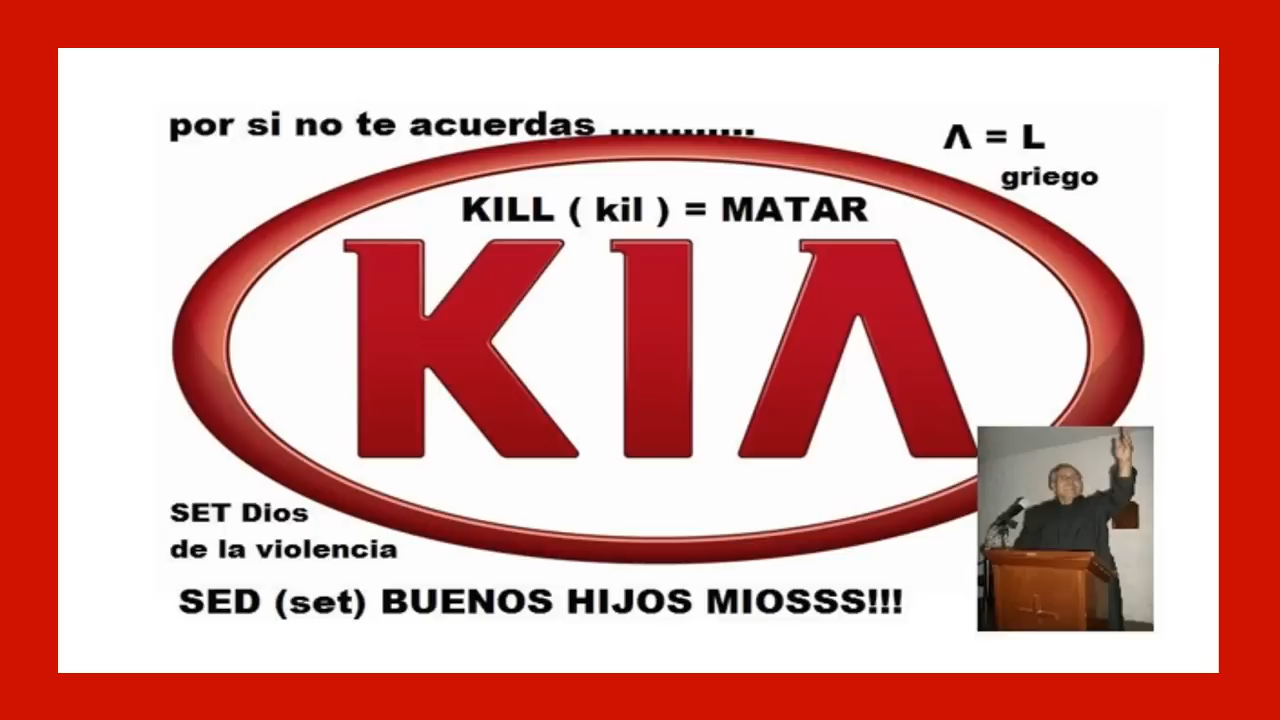 por si no te acuerdas ............
Λ = L
griego
KILL ( kil ) = MATAR
KIΛ
SET Dios
de la violencia
SED (set) BUENOS HIJOS MIOSSS!!!